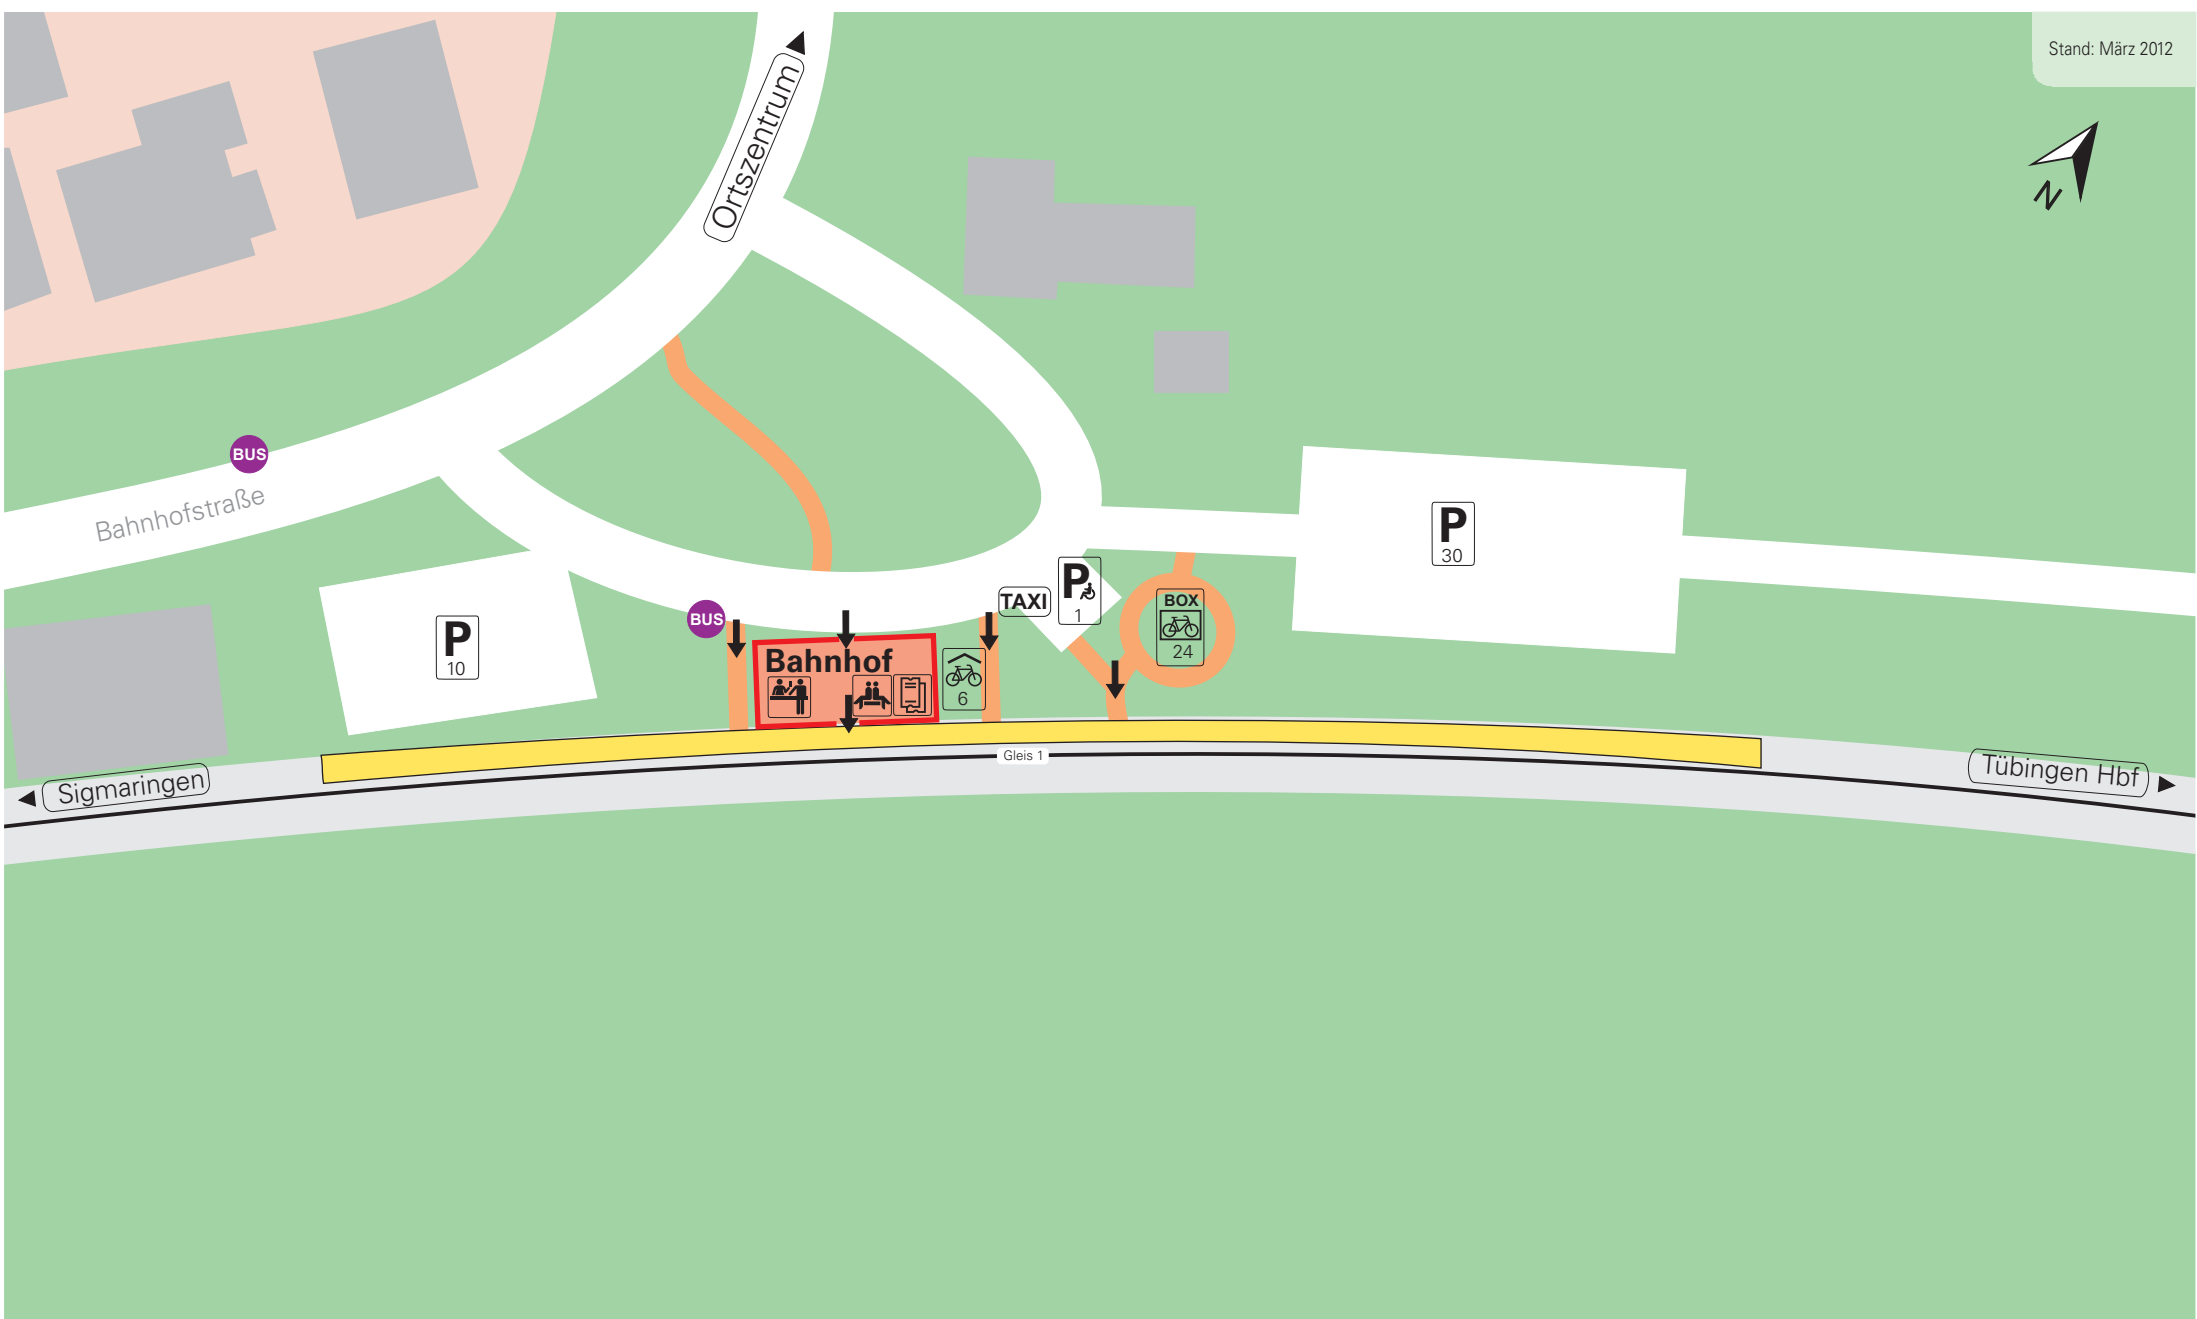 Stand: März 2012
Ortszentrum
N
BUS
Bahnhofstraße
P
30
P
1
TAXI
BOX
24
BUS
P
10
Bahnhof
6
Gleis 1
Sigmaringen
Tübingen Hbf